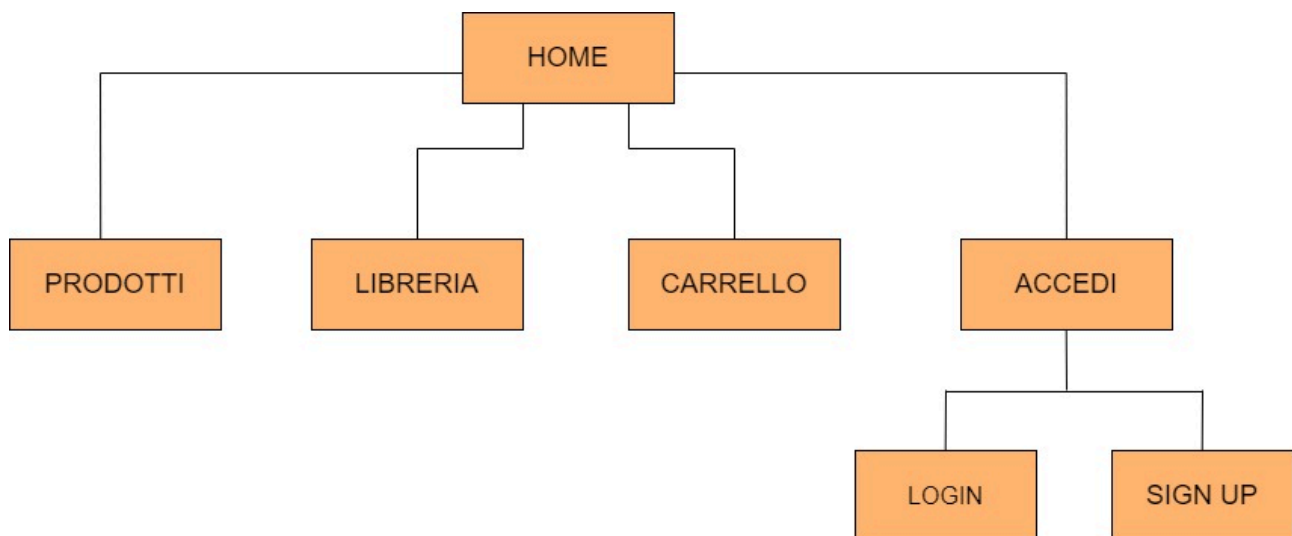 HOME
PRODOTTI
LIBRERIA
CARRELLO
ACCEDI
LOGIN
SIGN UP